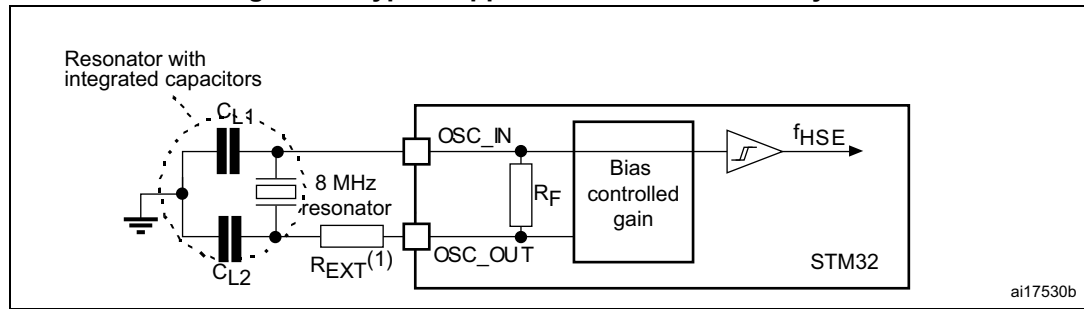 Resonator with
integrated capacitors
CL1
OSC_IN
fHSE
8 MHz
resonator
RF
Bias
controlled
gain
REXT(1)
OSC_OUT
CL2
STM32
ai17530b